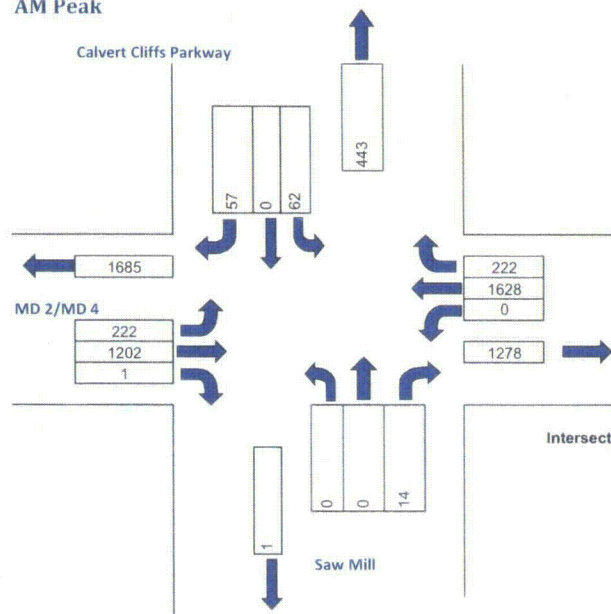 AM Peak
Calvert Cliffs Parkway
443
57 0 62
1685
222
1628
0
MD 2/MD 4
222
1202
1
1278
Intersect
0 0 14
1
Saw Mill